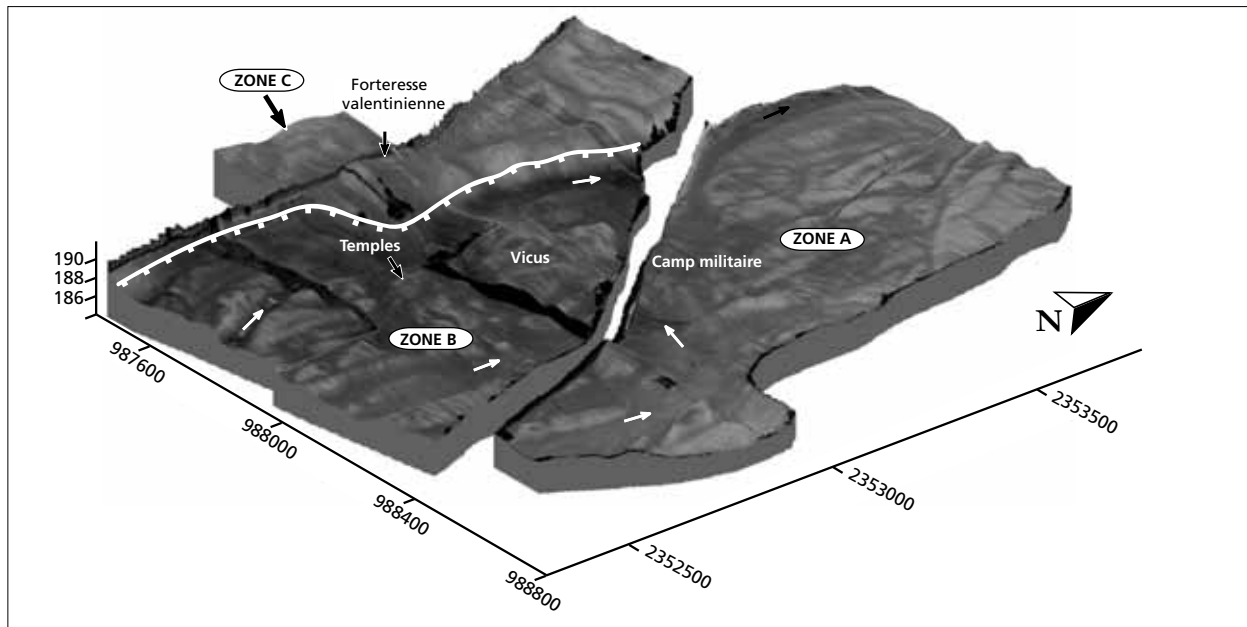 ZONE C
Forteresse
valentinienne
ZONE A
Temples
Vicus
Camp militaire
190
188
186
ZONE B
N
987600
988000
988400
988800
2352500
2353000
2353500